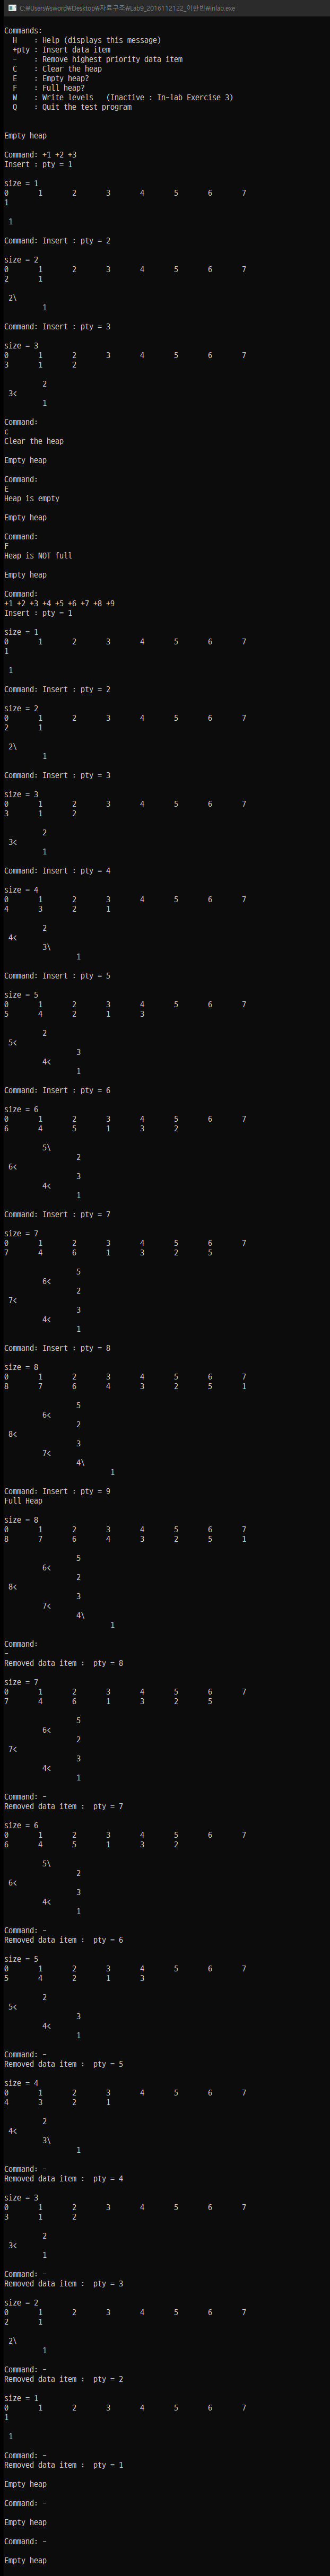 C:₩Users₩sword₩Desktop₩자료구조₩Lab9_2016112122_이한빈₩inlab.exe
Commands:
  H    : Help (displays this message)
  +pty : Insert data item
  -    : Remove highest priority data item
  C    : Clear the heap
  E    : Empty heap?
  F    : Full heap?
  W    : Write levels   (Inactive : In-lab Exercise 3)
  Q    : Quit the test program
Empty heap
Command: +1 +2 +3
Insert : pty = 1
size = 1
0       1       2       3       4       5       6       7
1
 1
Command: Insert : pty = 2
size = 2
0       1       2       3       4       5       6       7
2       1
 2\
         1
Command: Insert : pty = 3
size = 3
0       1       2       3       4       5       6       7
3       1       2
         2
 3<
         1
Command:
C
Clear the heap
Empty heap
Command:
E
Heap is empty
Empty heap
Command:
F
Heap is NOT full
Empty heap
Command:
+1 +2 +3 +4 +5 +6 +7 +8 +9
Insert : pty = 1
size = 1
0       1       2       3       4       5       6       7
1
 1
Command: Insert : pty = 2
size = 2
0       1       2       3       4       5       6       7
2       1
 2\
         1
Command: Insert : pty = 3
size = 3
0       1       2       3       4       5       6       7
3       1       2
         2
 3<
         1
Command: Insert : pty = 4
size = 4
0       1       2       3       4       5       6       7
4       3       2       1
         2
 4<
         3\
                 1
Command: Insert : pty = 5
size = 5
0       1       2       3       4       5       6       7
5       4       2       1       3
         2
 5<
                 3
         4<
                 1
Command: Insert : pty = 6
size = 6
0       1       2       3       4       5       6       7
6       4       5       1       3       2
         5\
                 2
 6<
                 3
         4<
                 1
Command: Insert : pty = 7
size = 7
0       1       2       3       4       5       6       7
7       4       6       1       3       2       5
                 5
         6<
                 2
 7<
                 3
         4<
                 1
Command: Insert : pty = 8
size = 8
0       1       2       3       4       5       6       7
8       7       6       4       3       2       5       1
                 5
         6<
                 2
 8<
                 3
         7<
                 4\
                         1
Command: Insert : pty = 9
Full Heap
size = 8
0       1       2       3       4       5       6       7
8       7       6       4       3       2       5       1
                 5
         6<
                 2
 8<
                 3
         7<
                 4\
                         1
Command:
-
Removed data item :  pty = 8
size = 7
0       1       2       3       4       5       6       7
7       4       6       1       3       2       5
                 5
         6<
                 2
 7<
                 3
         4<
                 1
Command: -
Removed data item :  pty = 7
size = 6
0       1       2       3       4       5       6       7
6       4       5       1       3       2
         5\
                 2
 6<
                 3
         4<
                 1
Command: -
Removed data item :  pty = 6
size = 5
0       1       2       3       4       5       6       7
5       4       2       1       3
         2
 5<
                 3
         4<
                 1
Command: -
Removed data item :  pty = 5
size = 4
0       1       2       3       4       5       6       7
4       3       2       1
         2
 4<
         3\
                 1
Command: -
Removed data item :  pty = 4
size = 3
0       1       2       3       4       5       6       7
3       1       2
         2
 3<
         1
Command: -
Removed data item :  pty = 3
size = 2
0       1       2       3       4       5       6       7
2       1
 2\
         1
Command: -
Removed data item :  pty = 2
size = 1
0       1       2       3       4       5       6       7
1
 1
Command: -
Removed data item :  pty = 1
Empty heap
Command: -
Empty heap
Command: -
Empty heap